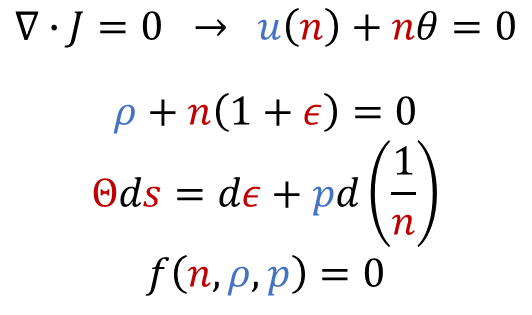 ∇ · J = 0 → u(n) + nθ = 0
ρ + n(1 + ϵ) = 0
Θds = dϵ + pd(1/n)
f(n, ρ, p) = 0